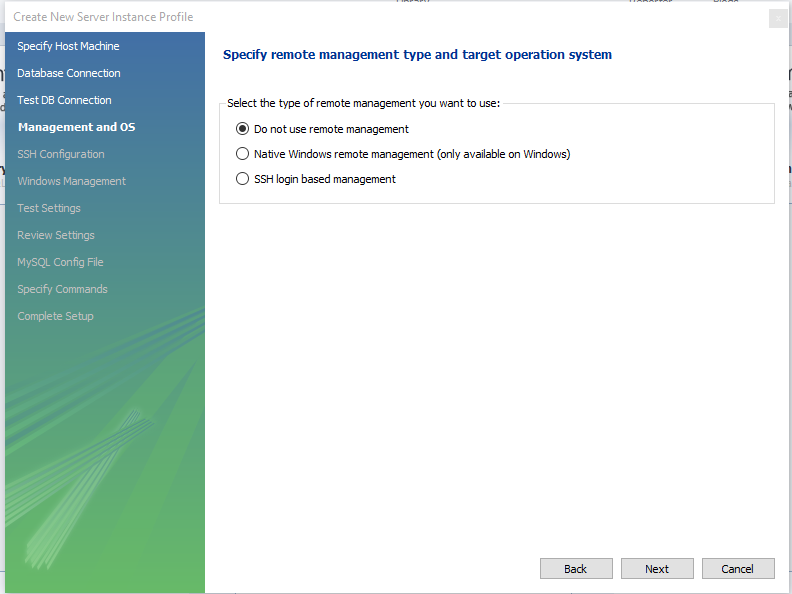 Create New Server Instance Profile
Specify Host Machine
Database Connection
Test DB Connection
Management and OS
SSH Configuration
Windows Management
Test Settings
Review Settings
MySQL Config File
Specify Commands
Complete Setup
Specify remote management type and target operation system
Select the type of remote management you want to use:
Do not use remote management
Native Windows remote management (only available on Windows)
SSH login based management
Back
Next
Cancel